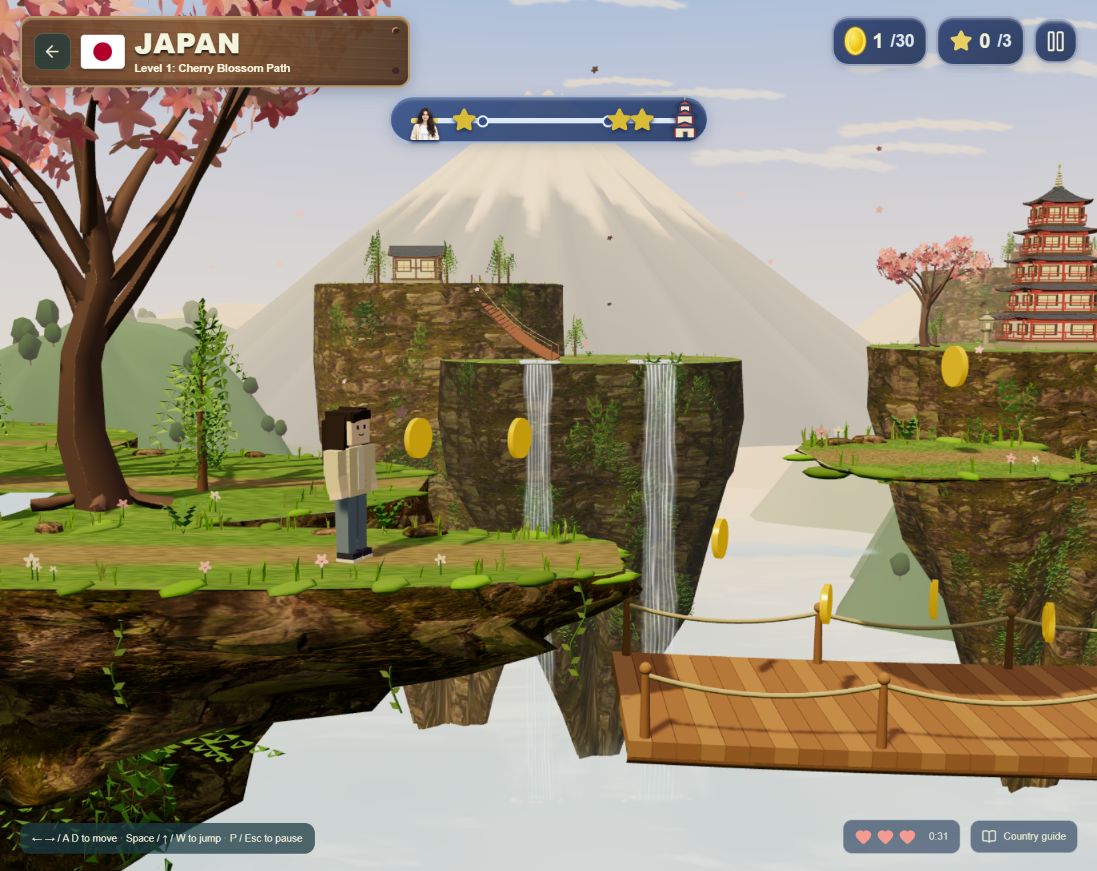 JAPAN
Level 1: Cherry Blossom Path
1 /30
0 /3
←→ / A D to move · Space / ↑ / W to jump · P / Esc to pause
0:31
Country guide